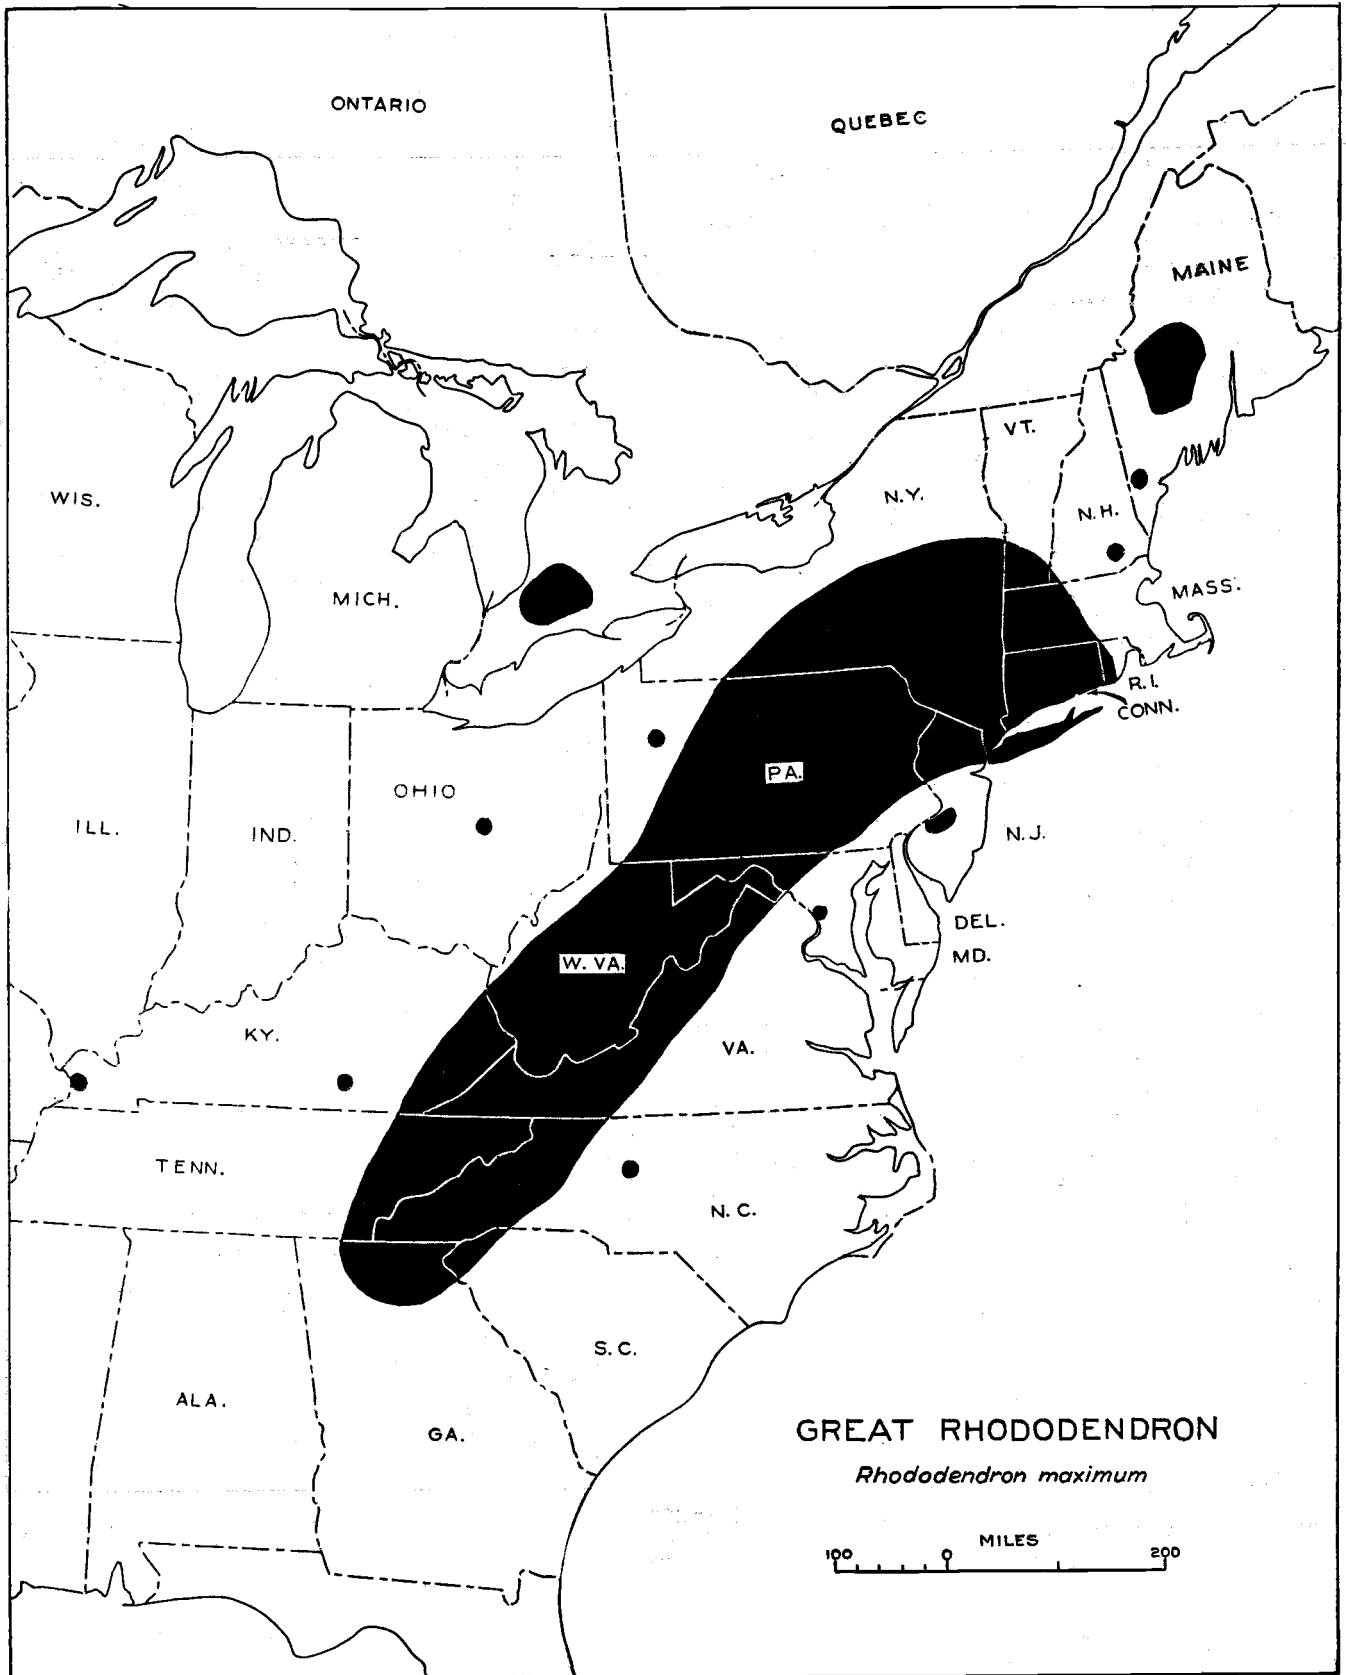 ONTARIO
QUEBEC
MAINE
VT.
WIS.
N.Y.
N.H.
MICH.
MASS.
R.I.
CONN.
PA.
OHIO
ILL.
IND.
N.J.
DEL.
MD.
W. VA.
KY.
VA.
TENN.
N.C.
S.C.
ALA.
GA.
GREAT RHODODENDRON
Rhododendron maximum
MILES
100 0 200